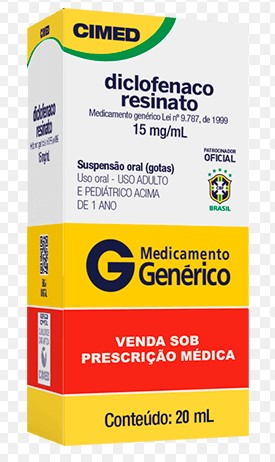 CIMED
diclofenaco
resinato
Medicamento genérico Lei nº 9.787, de 1999
15 mg/mL
PATROCINADOR
OFICIAL
BRASIL
Suspensão oral (gotas)
Uso oral - USO ADULTO
E PEDIÁTRICO ACIMA
DE 1 ANO
G Medicamento
Genérico
VENDA SOB
PRESCRIÇÃO MÉDICA
Conteúdo: 20 mL
diclofenaco
resinato
15mg/mL
CIMED